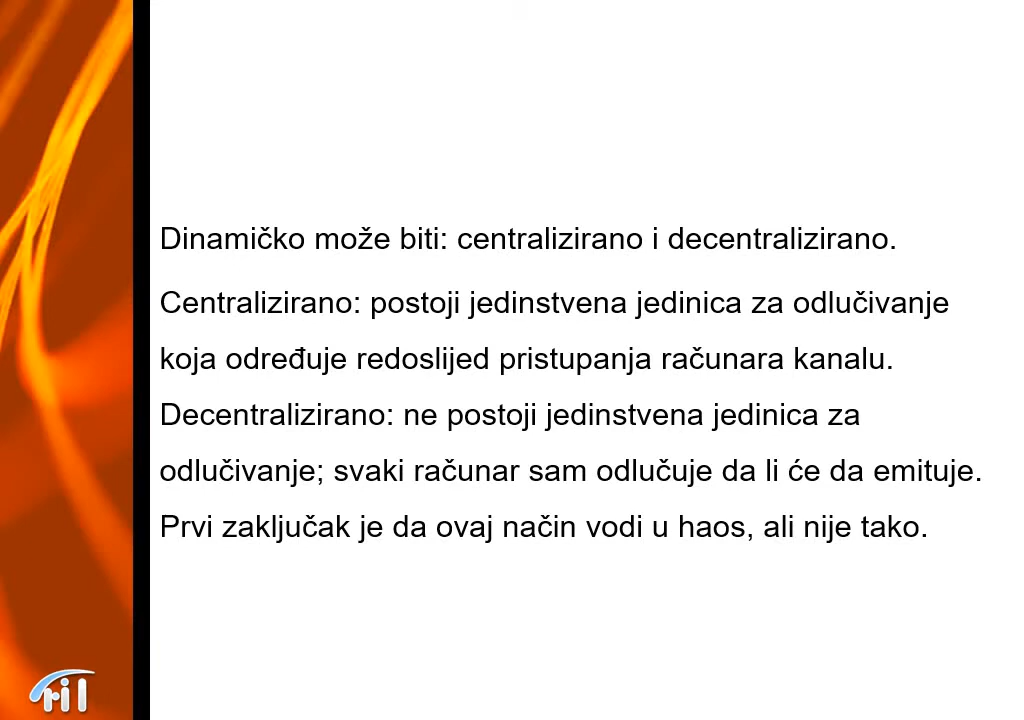 Dinamičko može biti: centralizirano i decentralizirano.
Centralizirano: postoji jedinstvena jedinica za odlučivanje
koja određuje redoslijed pristupanja računara kanalu.
Decentralizirano: ne postoji jedinstvena jedinica za
odlučivanje; svaki računar sam odlučuje da li će da emituje.
Prvi zaključak je da ovaj način vodi u haos, ali nije tako.
ril